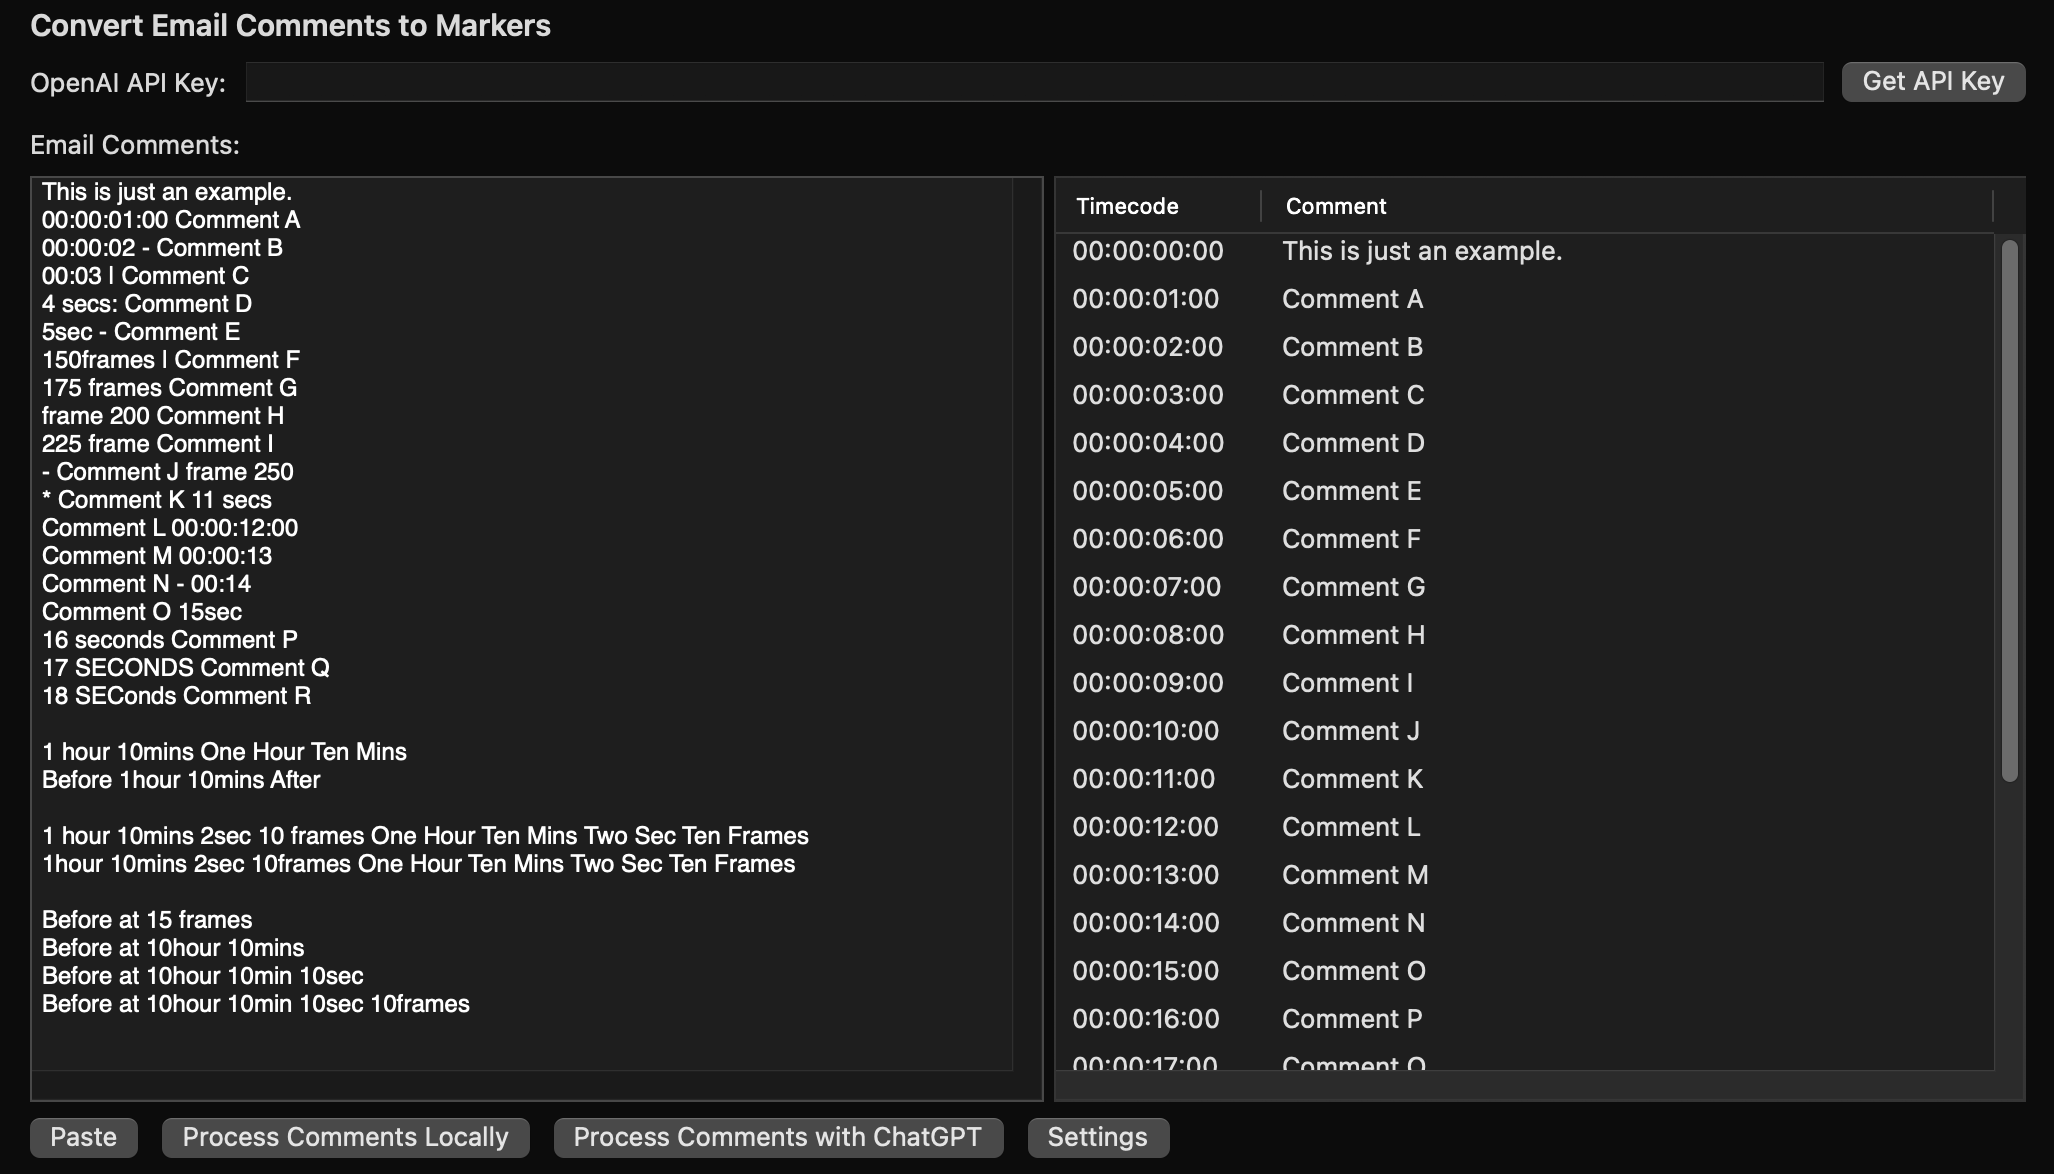 Convert Email Comments to Markers
OpenAI API Key:
Get API Key
Email Comments:
This is just an example.
00:00:01:00 Comment A
00:00:02 - Comment B
00:03 | Comment C
4 secs: Comment D
5sec - Comment E
150frames | Comment F
175 frames Comment G
frame 200 Comment H
225 frame Comment I
- Comment J frame 250
* Comment K 11 secs
Comment L 00:00:12:00
Comment M 00:00:13
Comment N - 00:14
Comment O 15sec
16 seconds Comment P
17 SECONDS Comment Q
18 SEConds Comment R
1 hour 10mins One Hour Ten Mins
Before 1hour 10mins After
1 hour 10mins 2sec 10 frames One Hour Ten Mins Two Sec Ten Frames
1hour 10mins 2sec 10frames One Hour Ten Mins Two Sec Ten Frames
Before at 15 frames
Before at 10hour 10mins
Before at 10hour 10min 10sec
Before at 10hour 10min 10sec 10frames
Timecode Comment
00:00:00:00 This is just an example.
00:00:01:00 Comment A
00:00:02:00 Comment B
00:00:03:00 Comment C
00:00:04:00 Comment D
00:00:05:00 Comment E
00:00:06:00 Comment F
00:00:07:00 Comment G
00:00:08:00 Comment H
00:00:09:00 Comment I
00:00:10:00 Comment J
00:00:11:00 Comment K
00:00:12:00 Comment L
00:00:13:00 Comment M
00:00:14:00 Comment N
00:00:15:00 Comment O
00:00:16:00 Comment P
00:00:17:00 Comment Q
Paste
Process Comments Locally
Process Comments with ChatGPT
Settings